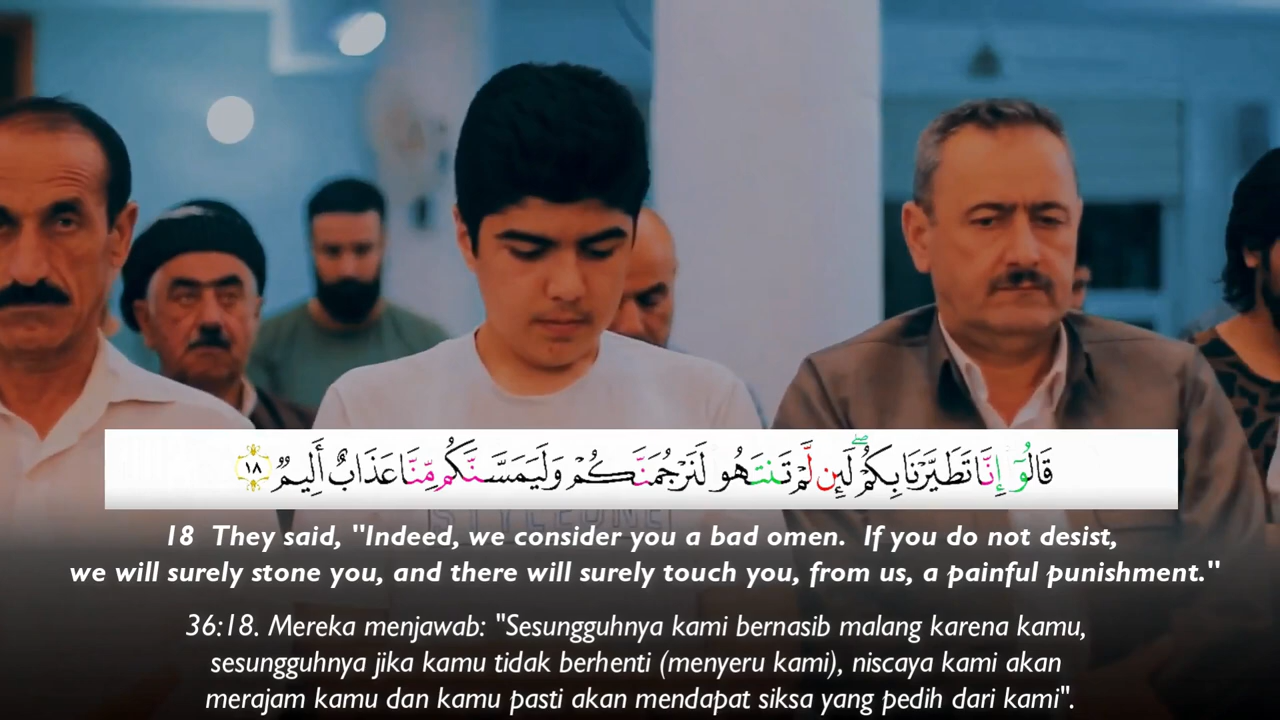 قَالُوٓا۟ إِنَّا تَطَيَّرْنَا بِكُمْ ۖ لَئِن لَّمْ تَنتَهُوا۟ لَنَرْجُمَنَّكُمْ وَلَيَمَسَّنَّكُم مِّنَّا عَذَابٌ أَلِيمٌ ١٨
18 They said, "Indeed, we consider you a bad omen. If you do not desist,
we will surely stone you, and there will surely touch you, from us, a painful punishment."
36:18. Mereka menjawab: "Sesungguhnya kami bernasib malang karena kamu,
sesungguhnya jika kamu tidak berhenti (menyeru kami), niscaya kami akan
merajam kamu dan kamu pasti akan mendapat siksa yang pedih dari kami".